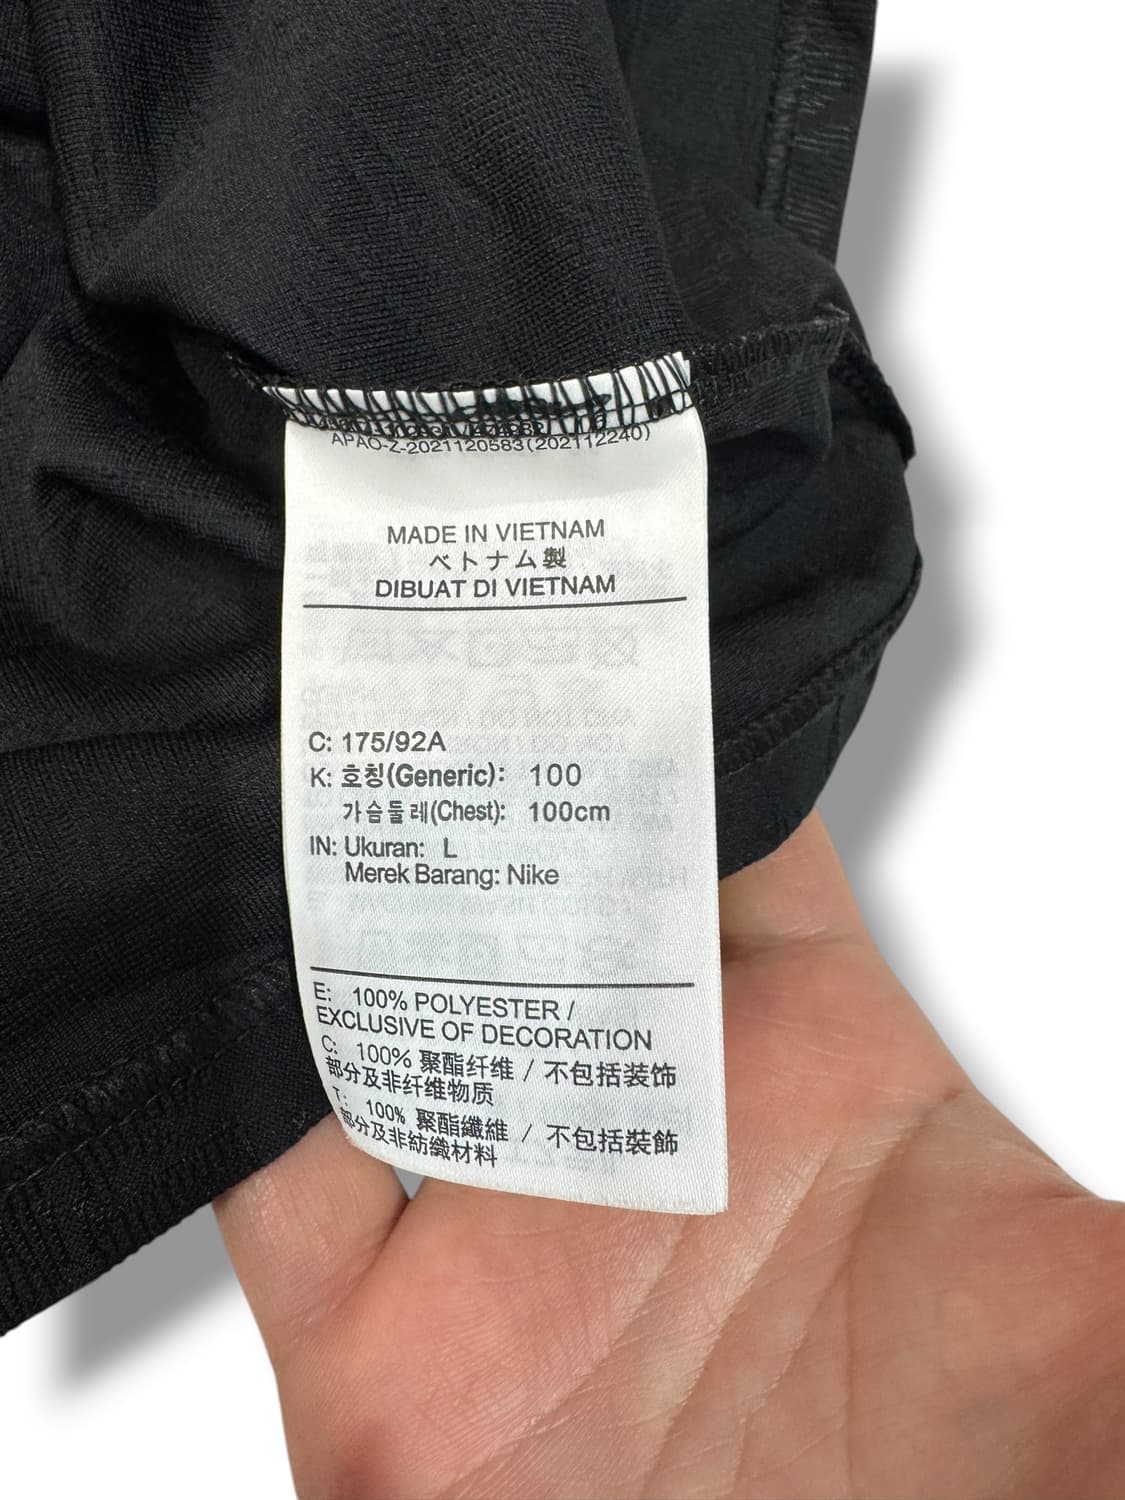 APAO-Z-2021120583(202112240)
MADE IN VIETNAM
ベトナム製
DIBUAT DI VIETNAM
C: 175/92A
K: 호칭(Generic): 100
가슴둘레(Chest): 100cm
IN: Ukuran: L
Merek Barang: Nike
E: 100% POLYESTER /
EXCLUSIVE OF DECORATION
C: 100% 聚酯纤维 / 不包括装饰
部分及非纤维物质
T: 100% 聚酯纖維 / 不包括裝飾
部分及非紡織材料